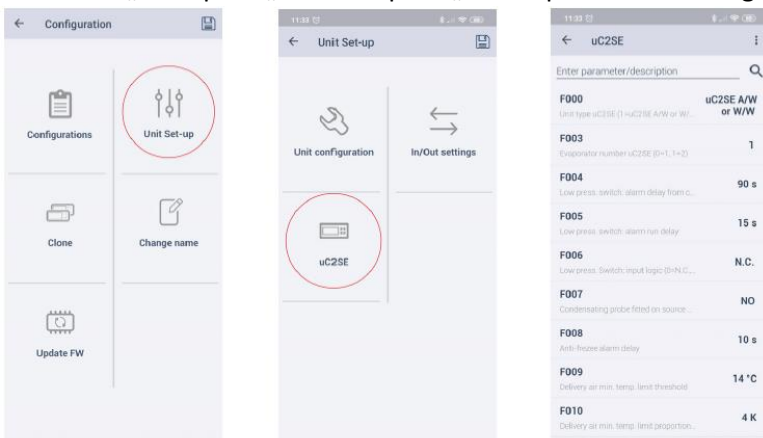 Configuration
Configurations
Unit Set-up
Clone
Change name
Update FW
11:33
Unit Set-up
Unit configuration
In/Out settings
uC2SE
11:33
uC2SE
Enter parameter/description
F000
uC2SE A/W
or W/W
Unit type uC2SE (1=uC2SE A/W or W/...
F003
1
Evaporator number uC2SE (0=1, 1=2)
F004
90 s
Low press. switch: alarm delay from c...
F005
15 s
Low press. switch: alarm run delay
F006
N.C.
Low press. Switch: input logic (0=N.C,...
F007
NO
Condensating probe fitted on source ...
F008
10 s
Anti-freeze alarm delay
F009
14 °C
Delivery air min. temp. limit threshold
F010
4 K
Delivery air min. temp. limit proportion...